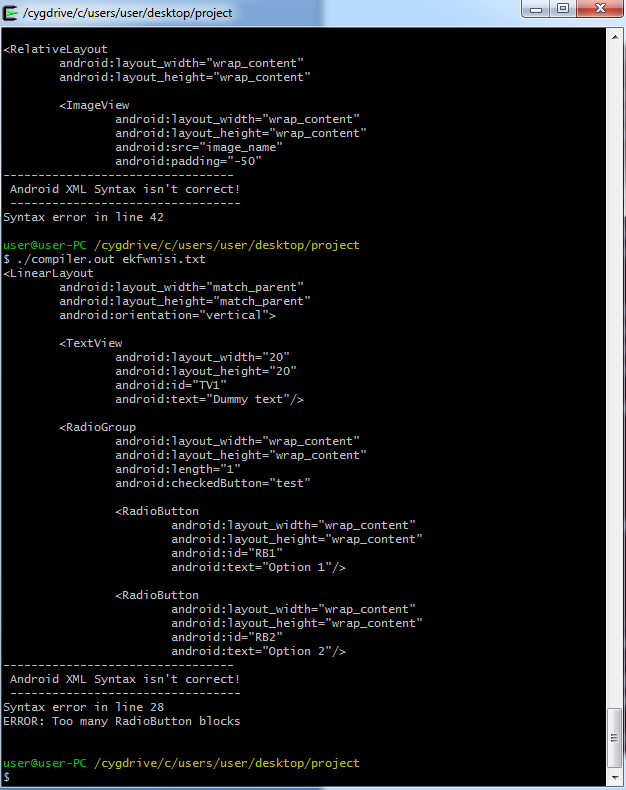 /cygdrive/c/users/user/desktop/project
<RelativeLayout
android:layout_width="wrap_content"
android:layout_height="wrap_content"
<ImageView
android:layout_width="wrap_content"
android:layout_height="wrap_content"
android:src="image_name"
android:padding="-50"
---------------------------------
Android XML Syntax isn't correct!
---------------------------------
Syntax error in line 42
user@user-PC /cygdrive/c/users/user/desktop/project
$ ./compiler.out ekfwnisi.txt
<LinearLayout
android:layout_width="match_parent"
android:layout_height="match_parent"
android:orientation="vertical">
<TextView
android:layout_width="20"
android:layout_height="20"
android:id="TV1"
android:text="Dummy text"/>
<RadioGroup
android:layout_width="wrap_content"
android:layout_height="wrap_content"
android:length="1"
android:checkedButton="test"
<RadioButton
android:layout_width="wrap_content"
android:layout_height="wrap_content"
android:id="RB1"
android:text="Option 1"/>
<RadioButton
android:layout_width="wrap_content"
android:layout_height="wrap_content"
android:id="RB2"
android:text="Option 2"/>
---------------------------------
Android XML Syntax isn't correct!
---------------------------------
Syntax error in line 28
ERROR: Too many RadioButton blocks
user@user-PC /cygdrive/c/users/user/desktop/project
$